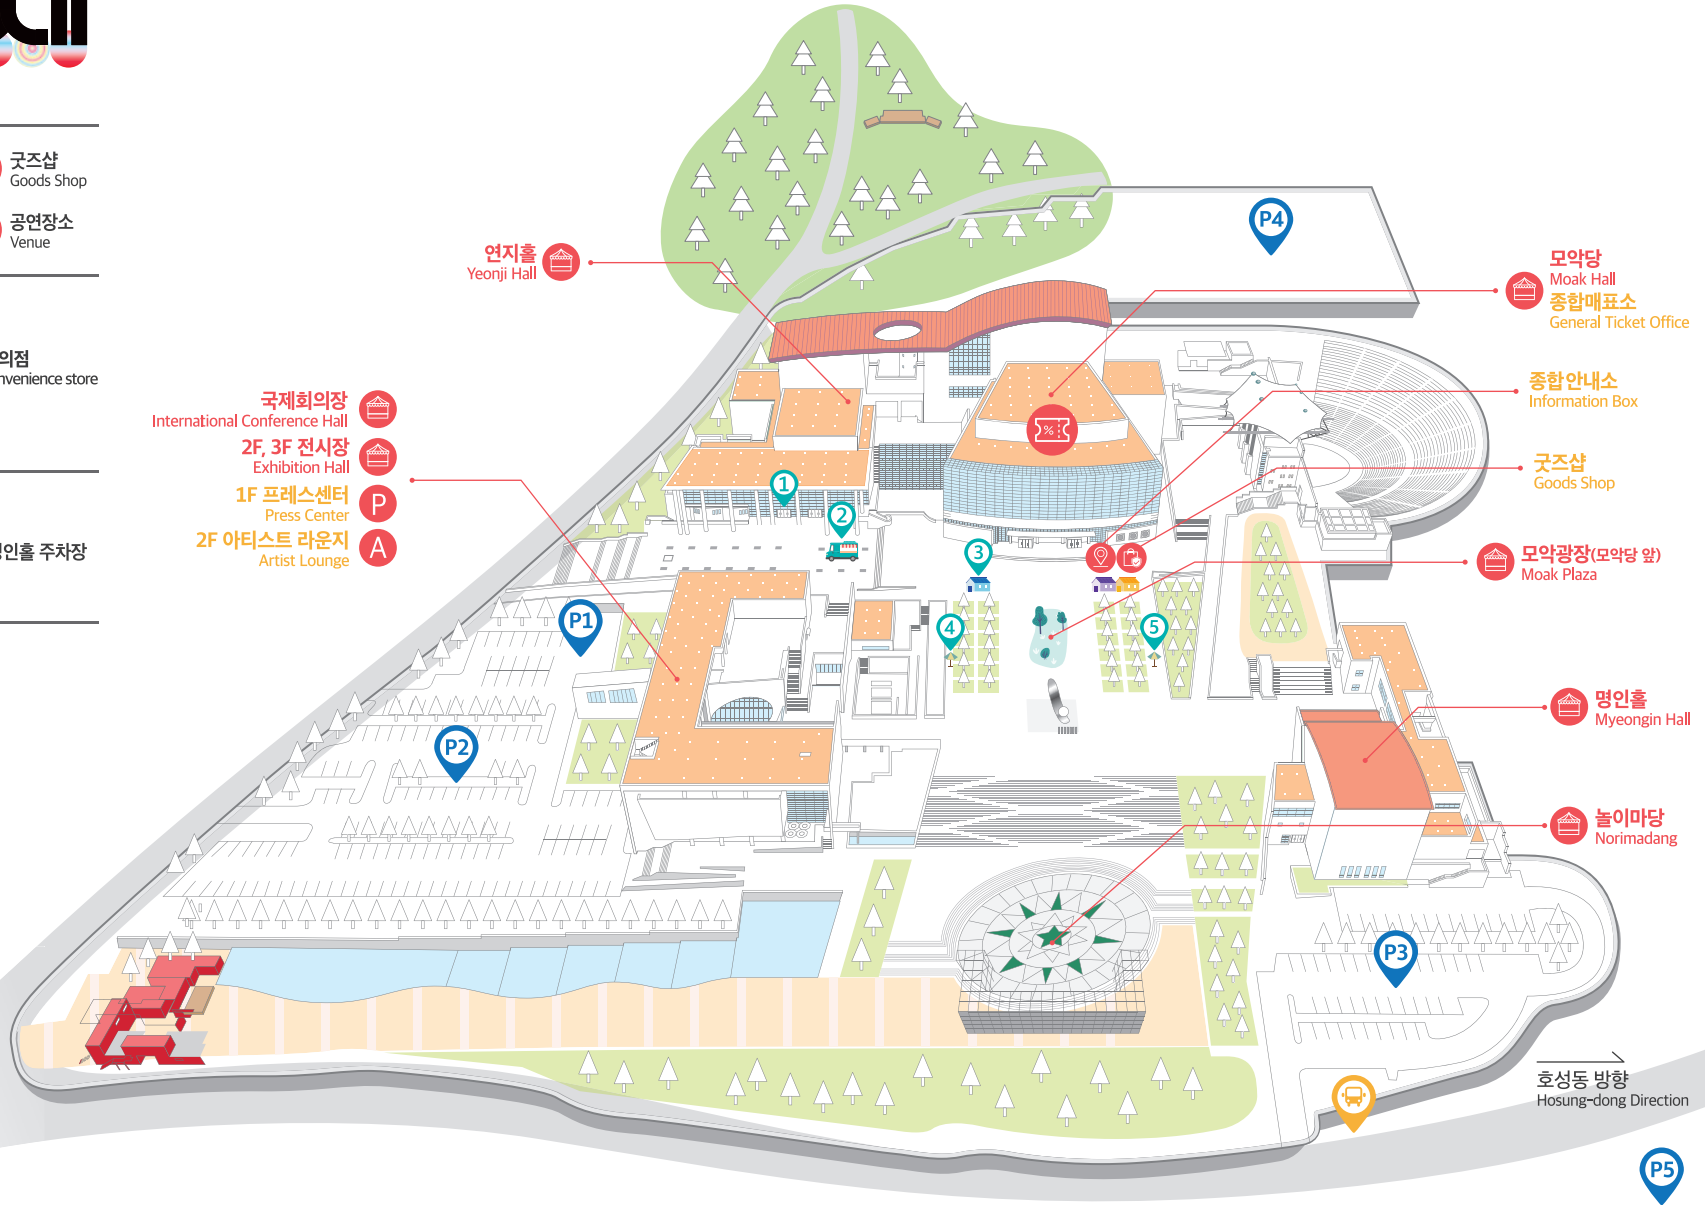 굿즈샵
Goods Shop
공연장소
Venue
의점
nvenience store
명인홀 주차장
연지홀
Yeonji Hall
국제회의장
International Conference Hall
2F, 3F 전시장
Exhibition Hall
1F 프레스센터
Press Center
P
2F 아티스트 라운지
Artist Lounge
A
모악당
Moak Hall
종합매표소
General Ticket Office
종합안내소
Information Box
굿즈샵
Goods Shop
모악광장(모악당 앞)
Moak Plaza
명인홀
Myeongin Hall
놀이마당
Norimadang
호성동 방향
Hosung-dong Direction
P4
%
1
2
3
4
5
P1
P2
P3
P5